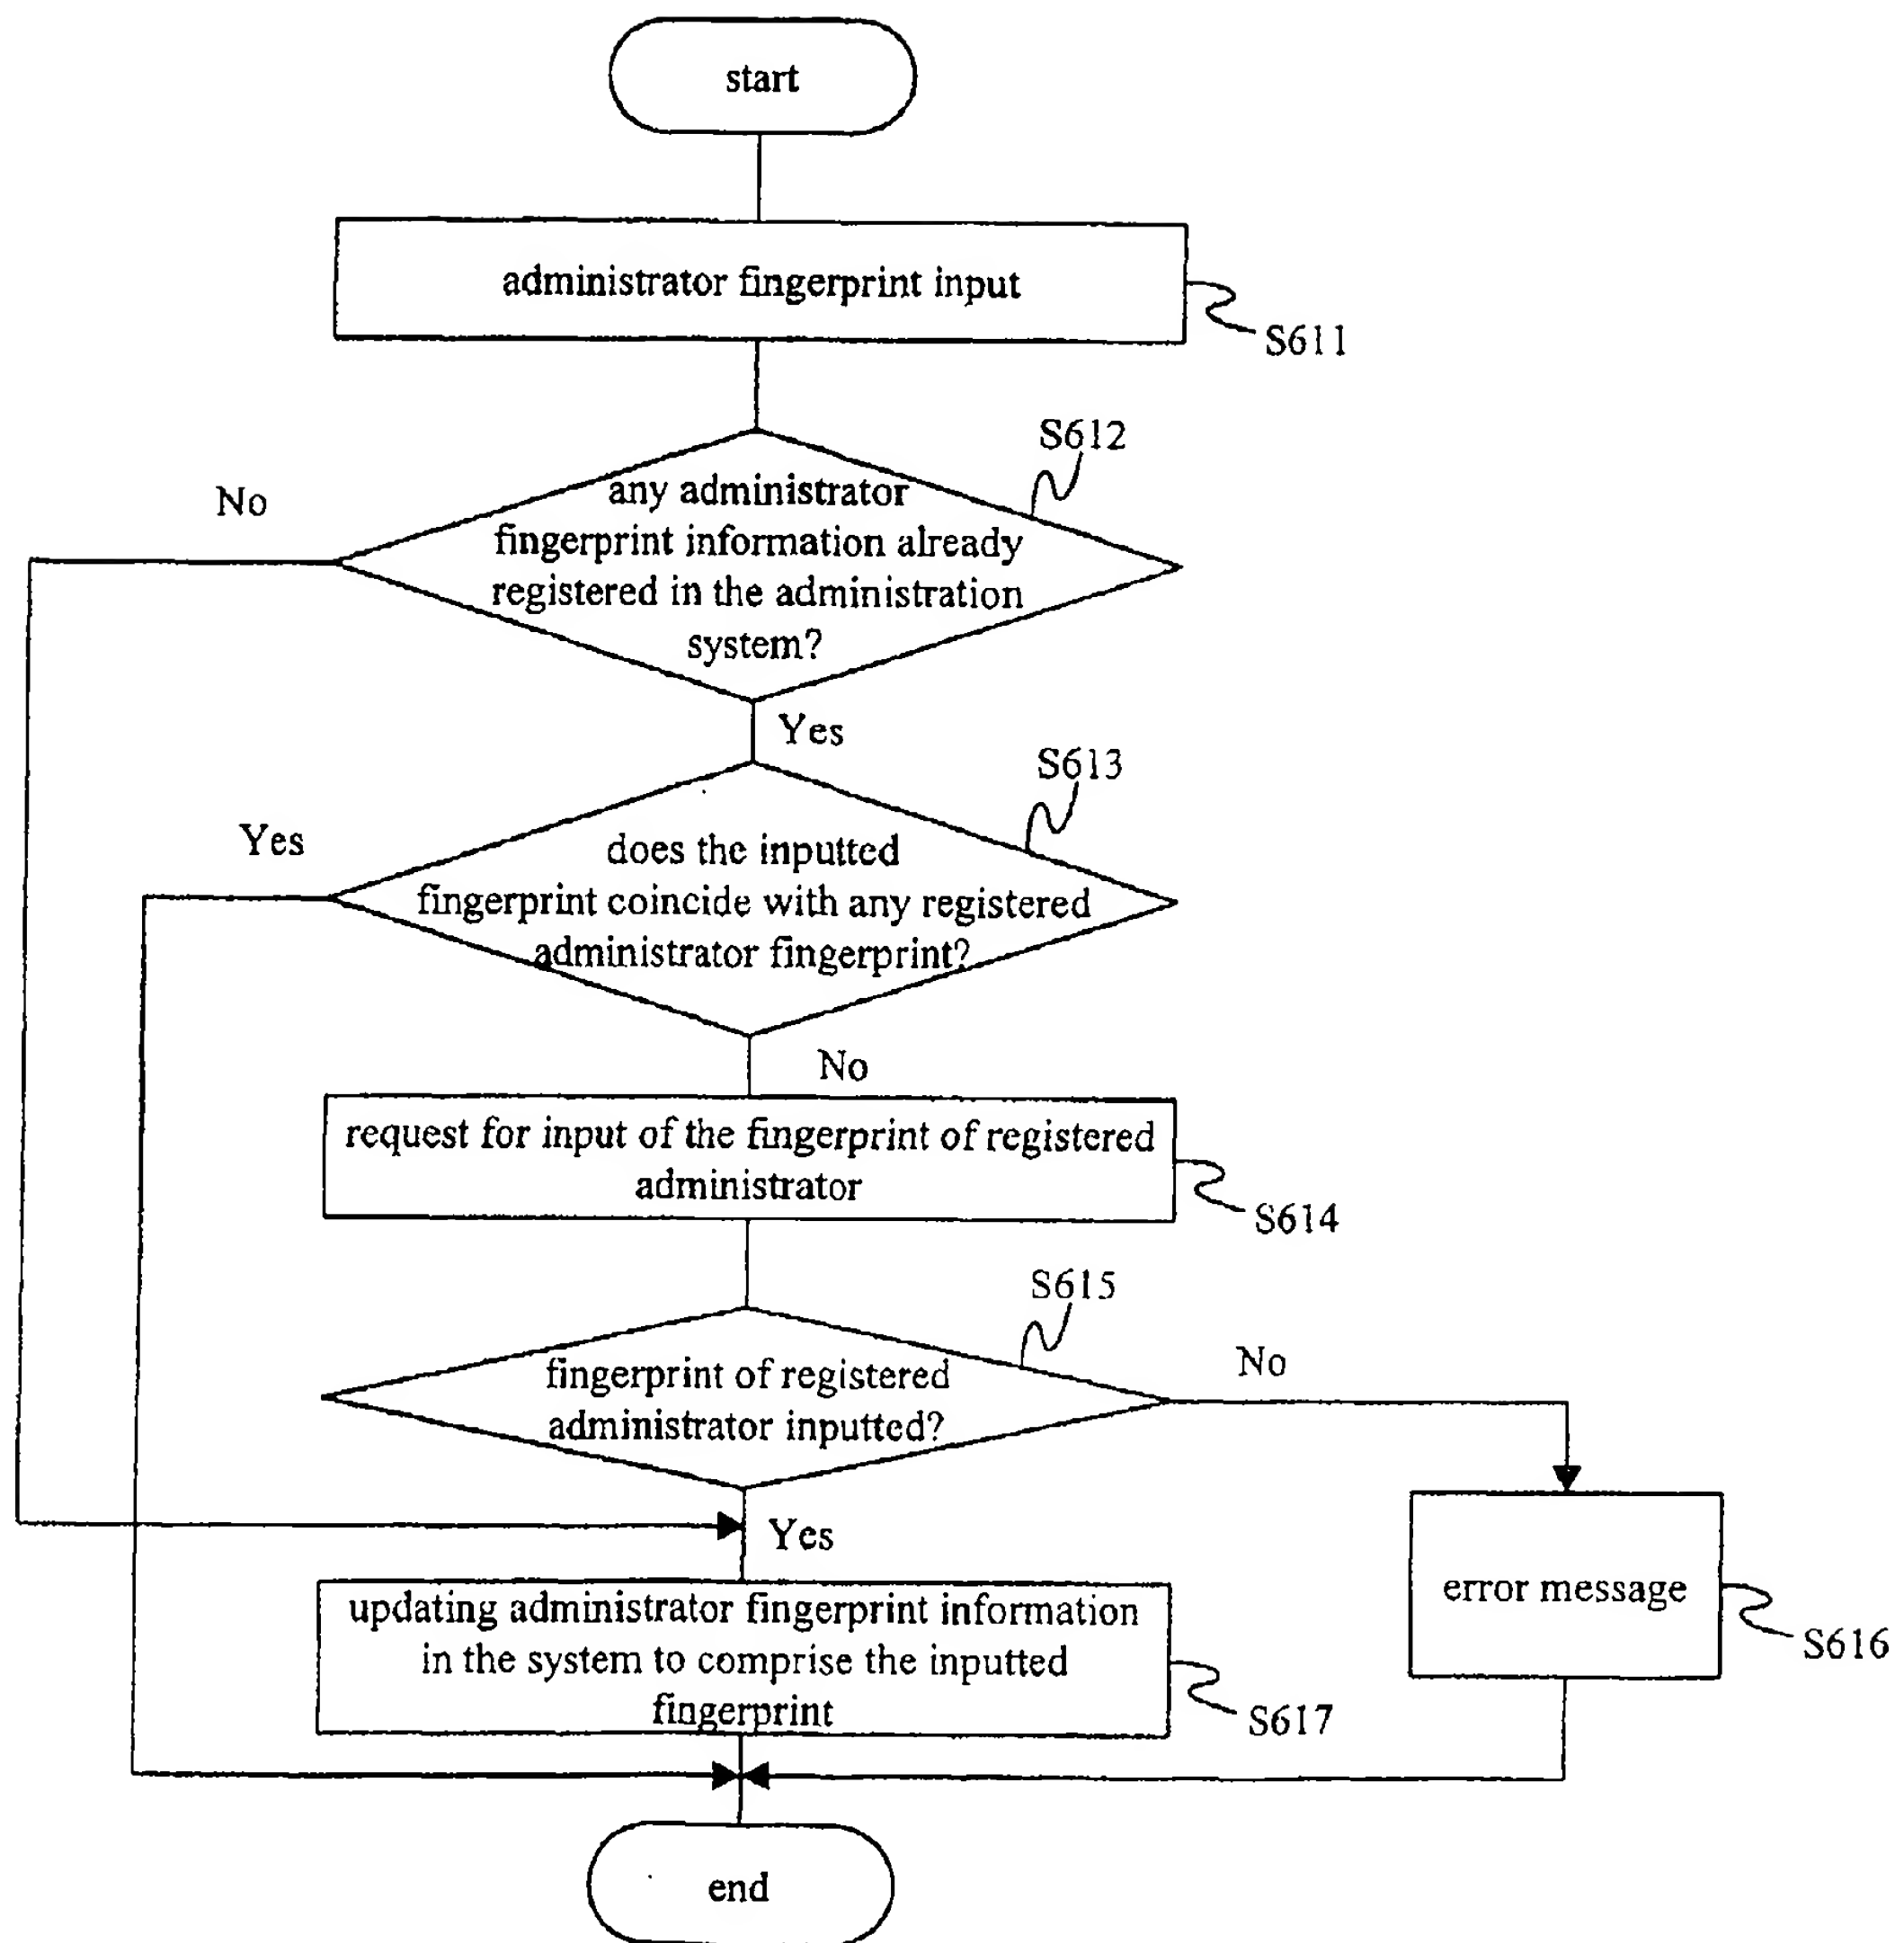 start
administrator fingerprint input
S611
S612
No
any administrator
fingerprint information already
registered in the administration
system?
Yes
S613
Yes
does the inputted
fingerprint coincide with any registered
administrator fingerprint?
No
request for input of the fingerprint of registered
administrator
S614
S615
No
fingerprint of registered
administrator inputted?
Yes
error message
S616
updating administrator fingerprint information
in the system to comprise the inputted
fingerprint
S617
end